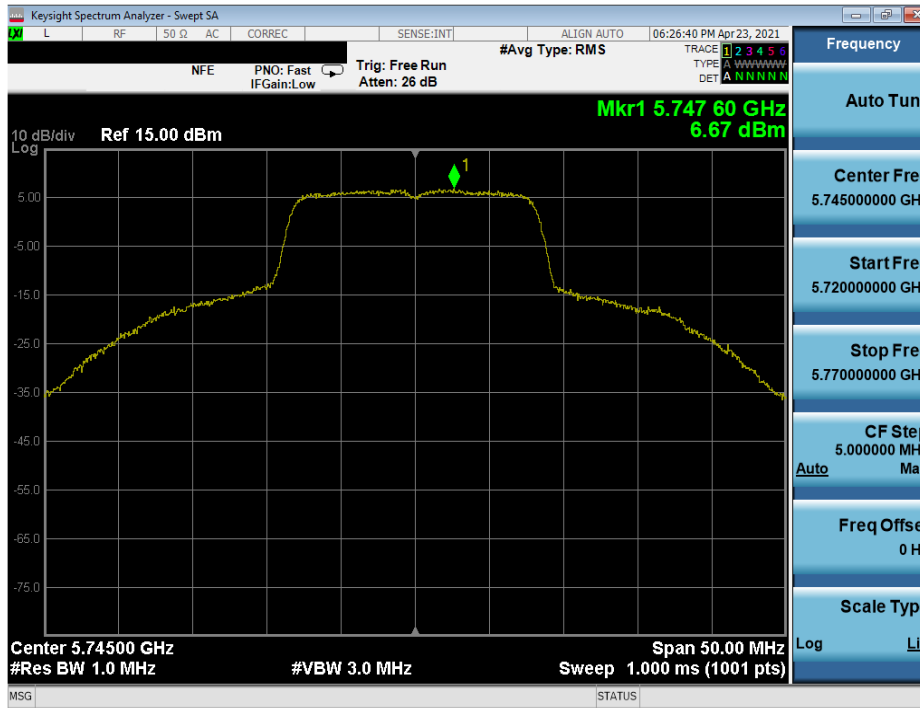 Keysight Spectrum Analyzer - Swept SA
LXI L RF 50 Ω AC CORREC SENSE:INT ALIGN AUTO 06:26:40 PM Apr 23, 2021
#Avg Type: RMS TRACE 1 2 3 4 5 6
NFE PNO: Fast Trig: Free Run TYPE A WWWWW
IFGain:Low Atten: 26 dB DET A N N N N N
Mkr1 5.747 60 GHz
10 dB/div Ref 15.00 dBm 6.67 dBm
Log
1
5.00
-5.00
-15.0
-25.0
-35.0
-45.0
-55.0
-65.0
-75.0
Center 5.74500 GHz Span 50.00 MHz
#Res BW 1.0 MHz #VBW 3.0 MHz Sweep 1.000 ms (1001 pts)
MSG STATUS
Frequency
Auto Tun
Center Fre
5.745000000 GH
Start Fre
5.720000000 GH
Stop Fre
5.770000000 GH
CF Step
5.000000 MH
Auto Ma
Freq Offse
0 H
Scale Typ
Log Li